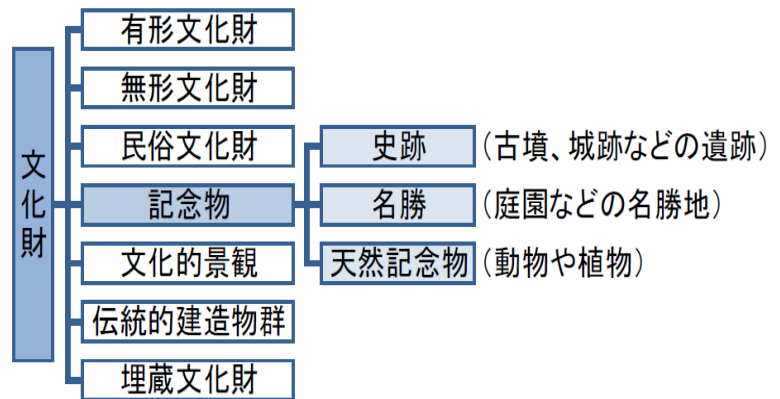 文化財
有形文化財
無形文化財
民俗文化財
記念物
文化的景観
伝統的建造物群
埋蔵文化財
史跡 (古墳、城跡などの遺跡)
名勝 (庭園などの名勝地)
天然記念物 (動物や植物)